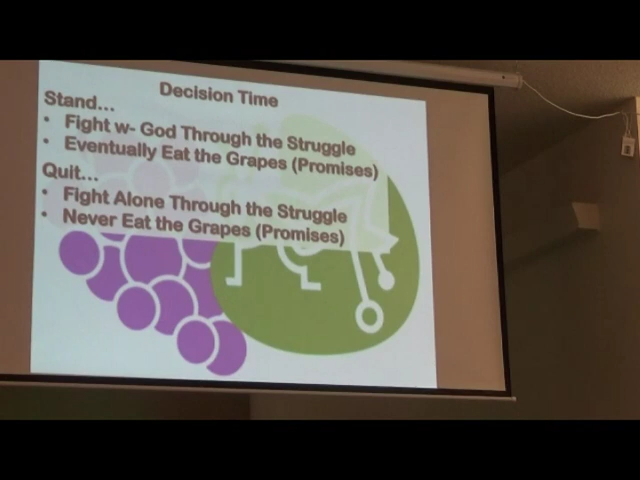 Decision Time
Stand...
• Fight w- God Through the Struggle
• Eventually Eat the Grapes (Promises)
Quit...
• Fight Alone Through the Struggle
• Never Eat the Grapes (Promises)